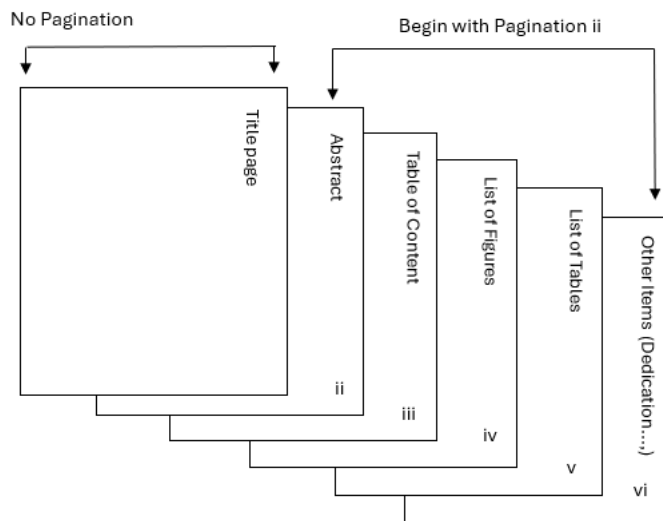 No Pagination
Begin with Pagination ii
Title page
Abstract
ii
Table of Content
iii
List of Figures
iv
List of Tables
v
Other Items (Dedication....,)
vi